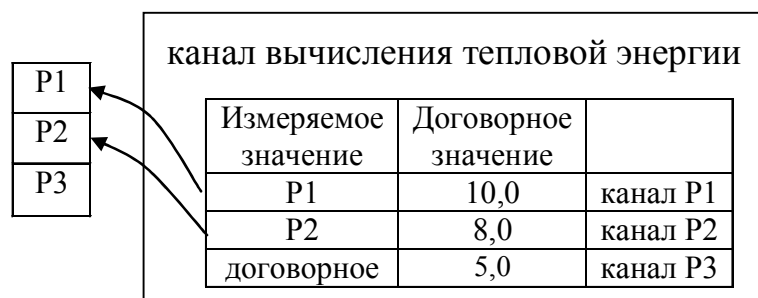 канал вычисления тепловой энергии
P1
P2
P3
Измеряемое значение Договорное значение
P1 10,0 канал P1
P2 8,0 канал P2
договорное 5,0 канал P3